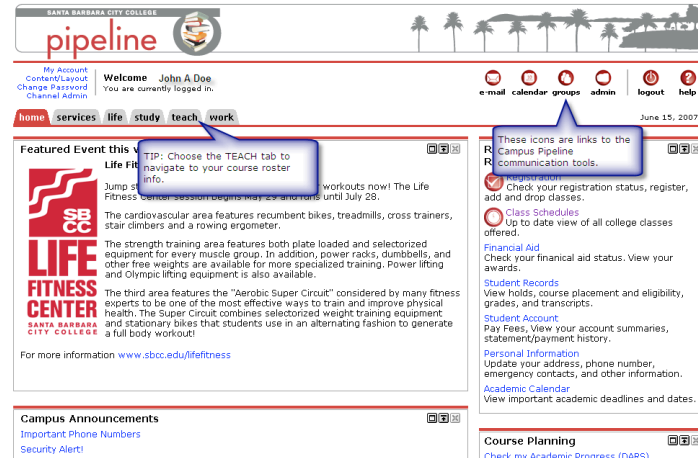 SANTA BARBARA CITY COLLEGE
pipeline
My Account
Content/Layout
Change Password
Channel Admin
Welcome John A Doe
You are currently logged in.
e-mail calendar groups admin logout help
home services life study teach work
June 15, 2007
Featured Event this
TIP: Choose the TEACH tab to
navigate to your course roster
info.
Life Fit
Jump workouts now! The Life
Fitness Center session begins May 29 and runs until July 28.
The cardiovascular area features recumbent bikes, treadmills, cross trainers,
stair climbers and a rowing ergometer.
The strength training area features both plate loaded and selectorized
equipment for every muscle group. In addition, power racks, dumbbells, and
other free weights are available for more specialized training. Power lifting
and Olympic lifting equipment is also available.
The third area features the "Aerobic Super Circuit" considered by many fitness
experts to be one of the most effective ways to train and improve physical
health. The Super Circuit combines selectorized weight training equipment
and stationary bikes that students use in an alternating fashion to generate
a full body workout!
SB
CC
LIFE
FITNESS
CENTER
SANTA BARBARA
CITY COLLEGE
For more information www.sbcc.edu/lifefitness
Campus Announcements
Important Phone Numbers
Security Alert!
These icons are links to the
Campus Pipeline
communication tools.
Registration
Check your registration status, register,
add and drop classes.
Class Schedules
Up to date view of all college classes
offered.
Financial Aid
Check your finanical aid status. View your
awards.
Student Records
View holds, course placement and eligibility,
grades, and transcripts.
Student Account
Pay Fees, View your account summaries,
statement/payment history.
Personal Information
Update your address, phone number,
emergency contacts, and other information.
Academic Calendar
View important academic deadlines and dates.
Course Planning
Check my Academic Progress (DARS)